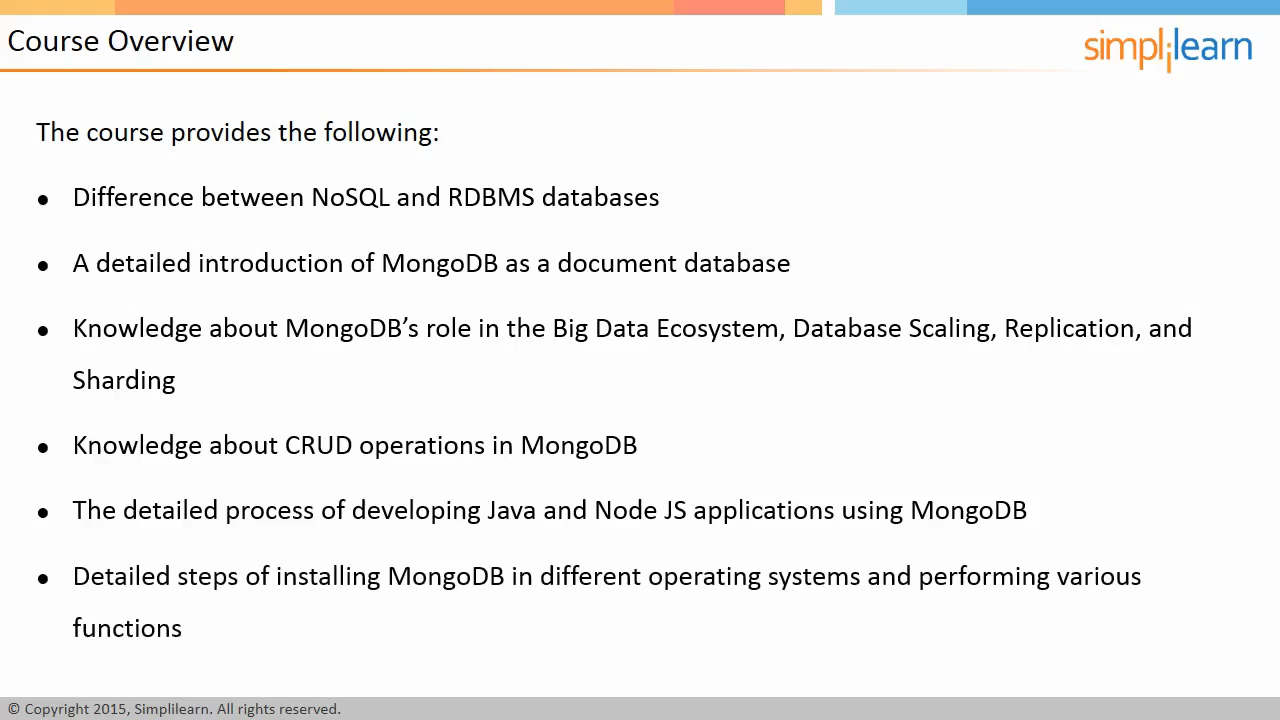 Course Overview
simplilearn
The course provides the following:
● Difference between NoSQL and RDBMS databases
● A detailed introduction of MongoDB as a document database
● Knowledge about MongoDB’s role in the Big Data Ecosystem, Database Scaling, Replication, and
Sharding
● Knowledge about CRUD operations in MongoDB
● The detailed process of developing Java and Node JS applications using MongoDB
● Detailed steps of installing MongoDB in different operating systems and performing various
functions
© Copyright 2015, Simplilearn. All rights reserved.